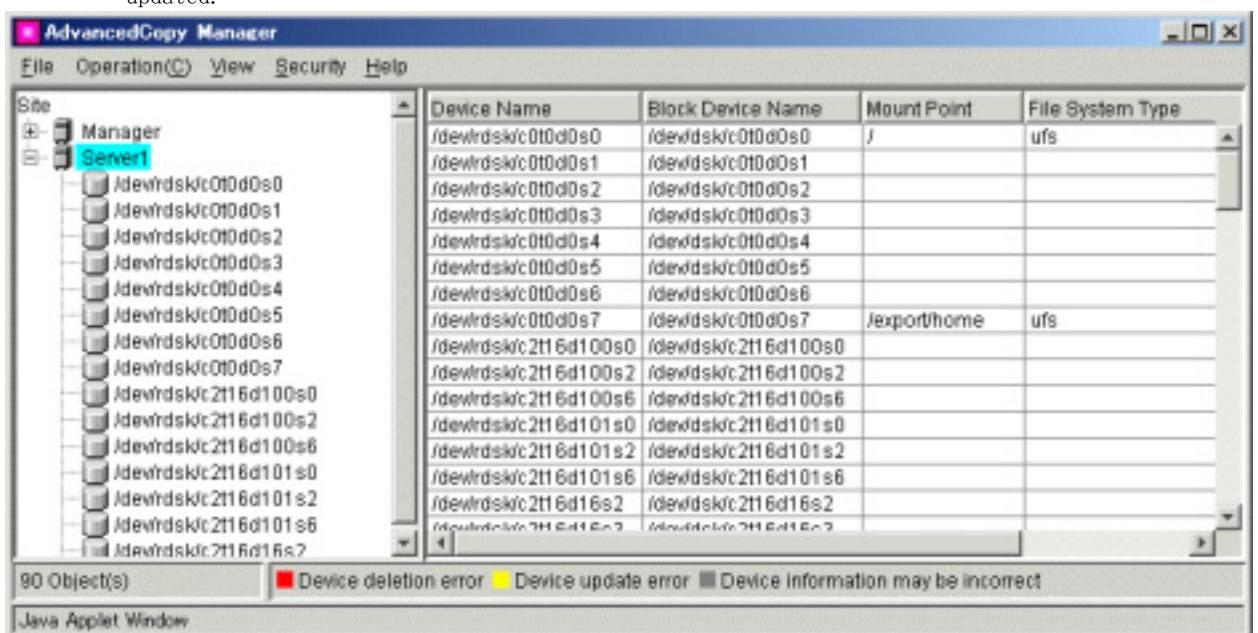 updated.
AdvancedCopy Manager
File Operation(C) View Security Help
Site
Manager
Server1
/dev/rdsk/c0t0d0s0
/dev/rdsk/c0t0d0s1
/dev/rdsk/c0t0d0s2
/dev/rdsk/c0t0d0s3
/dev/rdsk/c0t0d0s4
/dev/rdsk/c0t0d0s5
/dev/rdsk/c0t0d0s6
/dev/rdsk/c0t0d0s7
/dev/rdsk/c2t16d100s0
/dev/rdsk/c2t16d100s2
/dev/rdsk/c2t16d100s6
/dev/rdsk/c2t16d101s0
/dev/rdsk/c2t16d101s2
/dev/rdsk/c2t16d101s6
/dev/rdsk/c2t16d16s2
Device Name Block Device Name Mount Point File System Type
/dev/rdsk/c0t0d0s0 /dev/dsk/c0t0d0s0 / ufs
/dev/rdsk/c0t0d0s1 /dev/dsk/c0t0d0s1
/dev/rdsk/c0t0d0s2 /dev/dsk/c0t0d0s2
/dev/rdsk/c0t0d0s3 /dev/dsk/c0t0d0s3
/dev/rdsk/c0t0d0s4 /dev/dsk/c0t0d0s4
/dev/rdsk/c0t0d0s5 /dev/dsk/c0t0d0s5
/dev/rdsk/c0t0d0s6 /dev/dsk/c0t0d0s6
/dev/rdsk/c0t0d0s7 /dev/dsk/c0t0d0s7 /export/home ufs
/dev/rdsk/c2t16d100s0 /dev/dsk/c2t16d100s0
/dev/rdsk/c2t16d100s2 /dev/dsk/c2t16d100s2
/dev/rdsk/c2t16d100s6 /dev/dsk/c2t16d100s6
/dev/rdsk/c2t16d101s0 /dev/dsk/c2t16d101s0
/dev/rdsk/c2t16d101s2 /dev/dsk/c2t16d101s2
/dev/rdsk/c2t16d101s6 /dev/dsk/c2t16d101s6
/dev/rdsk/c2t16d16s2 /dev/dsk/c2t16d16s2
90 Object(s) Device deletion error Device update error Device information may be incorrect
Java Applet Window